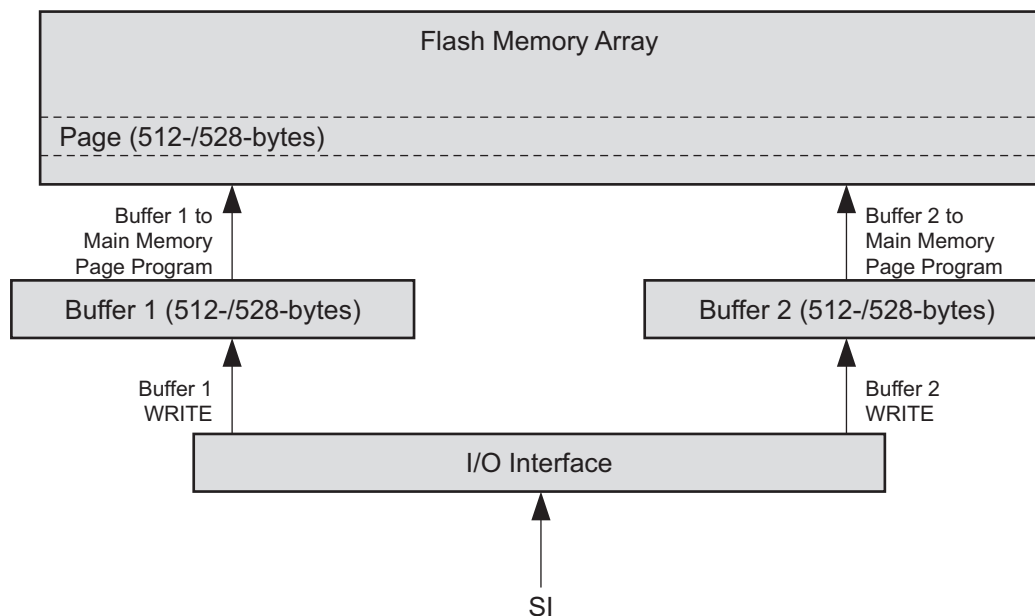 Flash Memory Array
Page (512-/528-bytes)
Buffer 1 to
Main Memory
Page Program
Buffer 2 to
Main Memory
Page Program
Buffer 1 (512-/528-bytes)
Buffer 2 (512-/528-bytes)
Buffer 1
WRITE
Buffer 2
WRITE
I/O Interface
SI